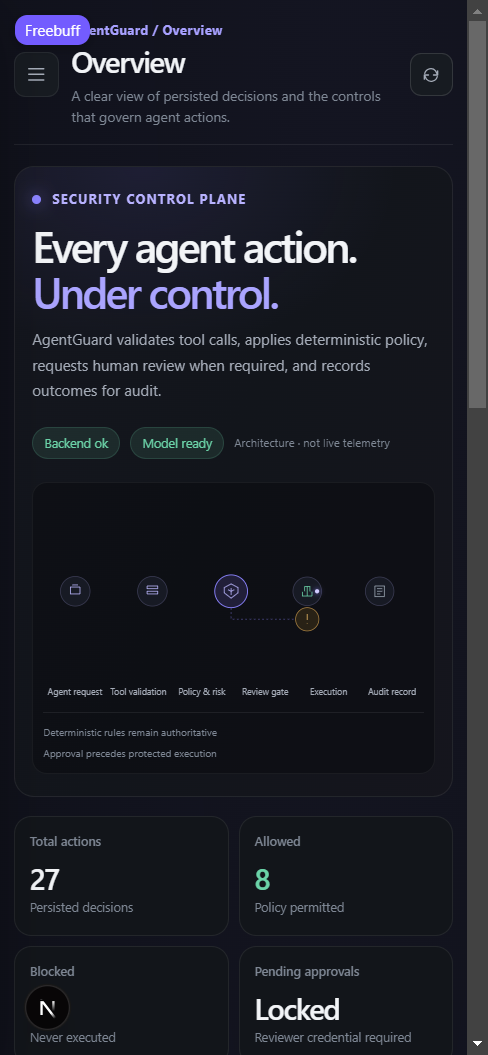 Freebuff
entGuard / Overview
Overview
A clear view of persisted decisions and the controls
that govern agent actions.
SECURITY CONTROL PLANE
Every agent action.
Under control.
AgentGuard validates tool calls, applies deterministic policy,
requests human review when required, and records
outcomes for audit.
Backend ok
Model ready
Architecture · not live telemetry
Agent request
Tool validation
Policy & risk
Review gate
Execution
Audit record
Deterministic rules remain authoritative
Approval precedes protected execution
Total actions
27
Persisted decisions
Allowed
8
Policy permitted
Blocked
N
Never executed
Pending approvals
Locked
Reviewer credential required